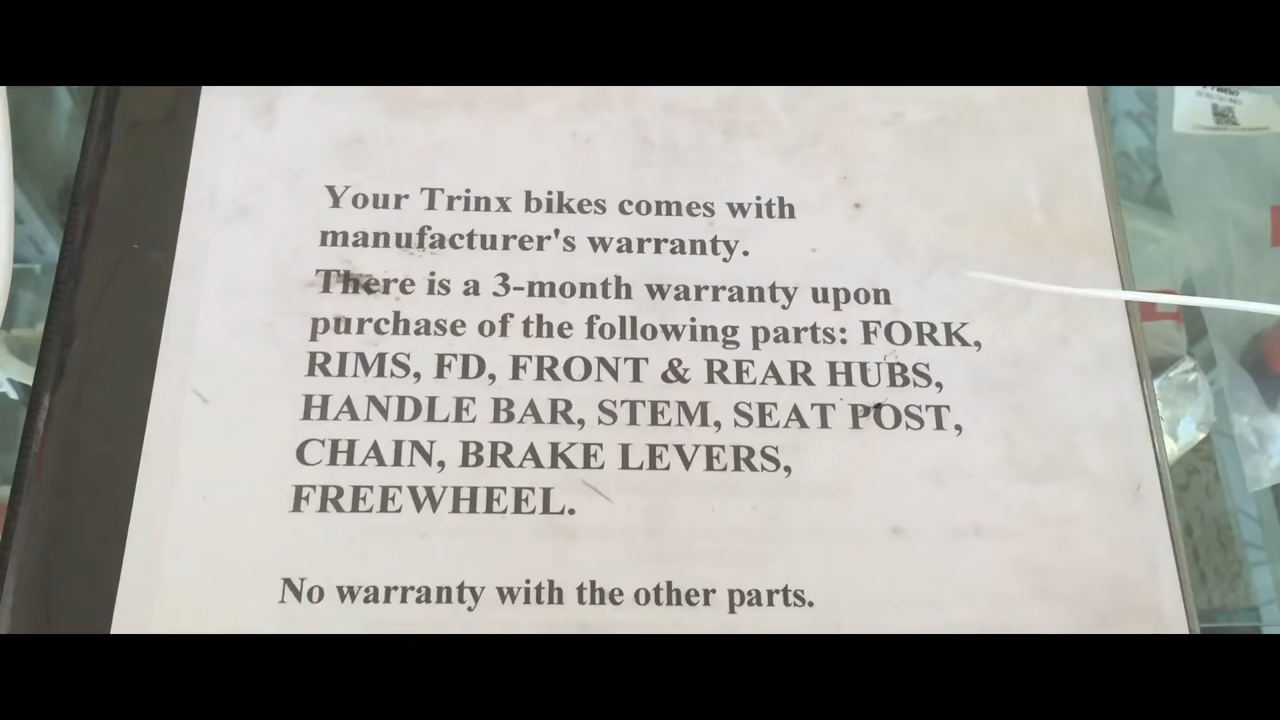 Your Trinx bikes comes with
manufacturer's warranty.
There is a 3-month warranty upon
purchase of the following parts: FORK,
RIMS, FD, FRONT & REAR HUBS,
HANDLE BAR, STEM, SEAT POST,
CHAIN, BRAKE LEVERS,
FREEWHEEL.
No warranty with the other parts.